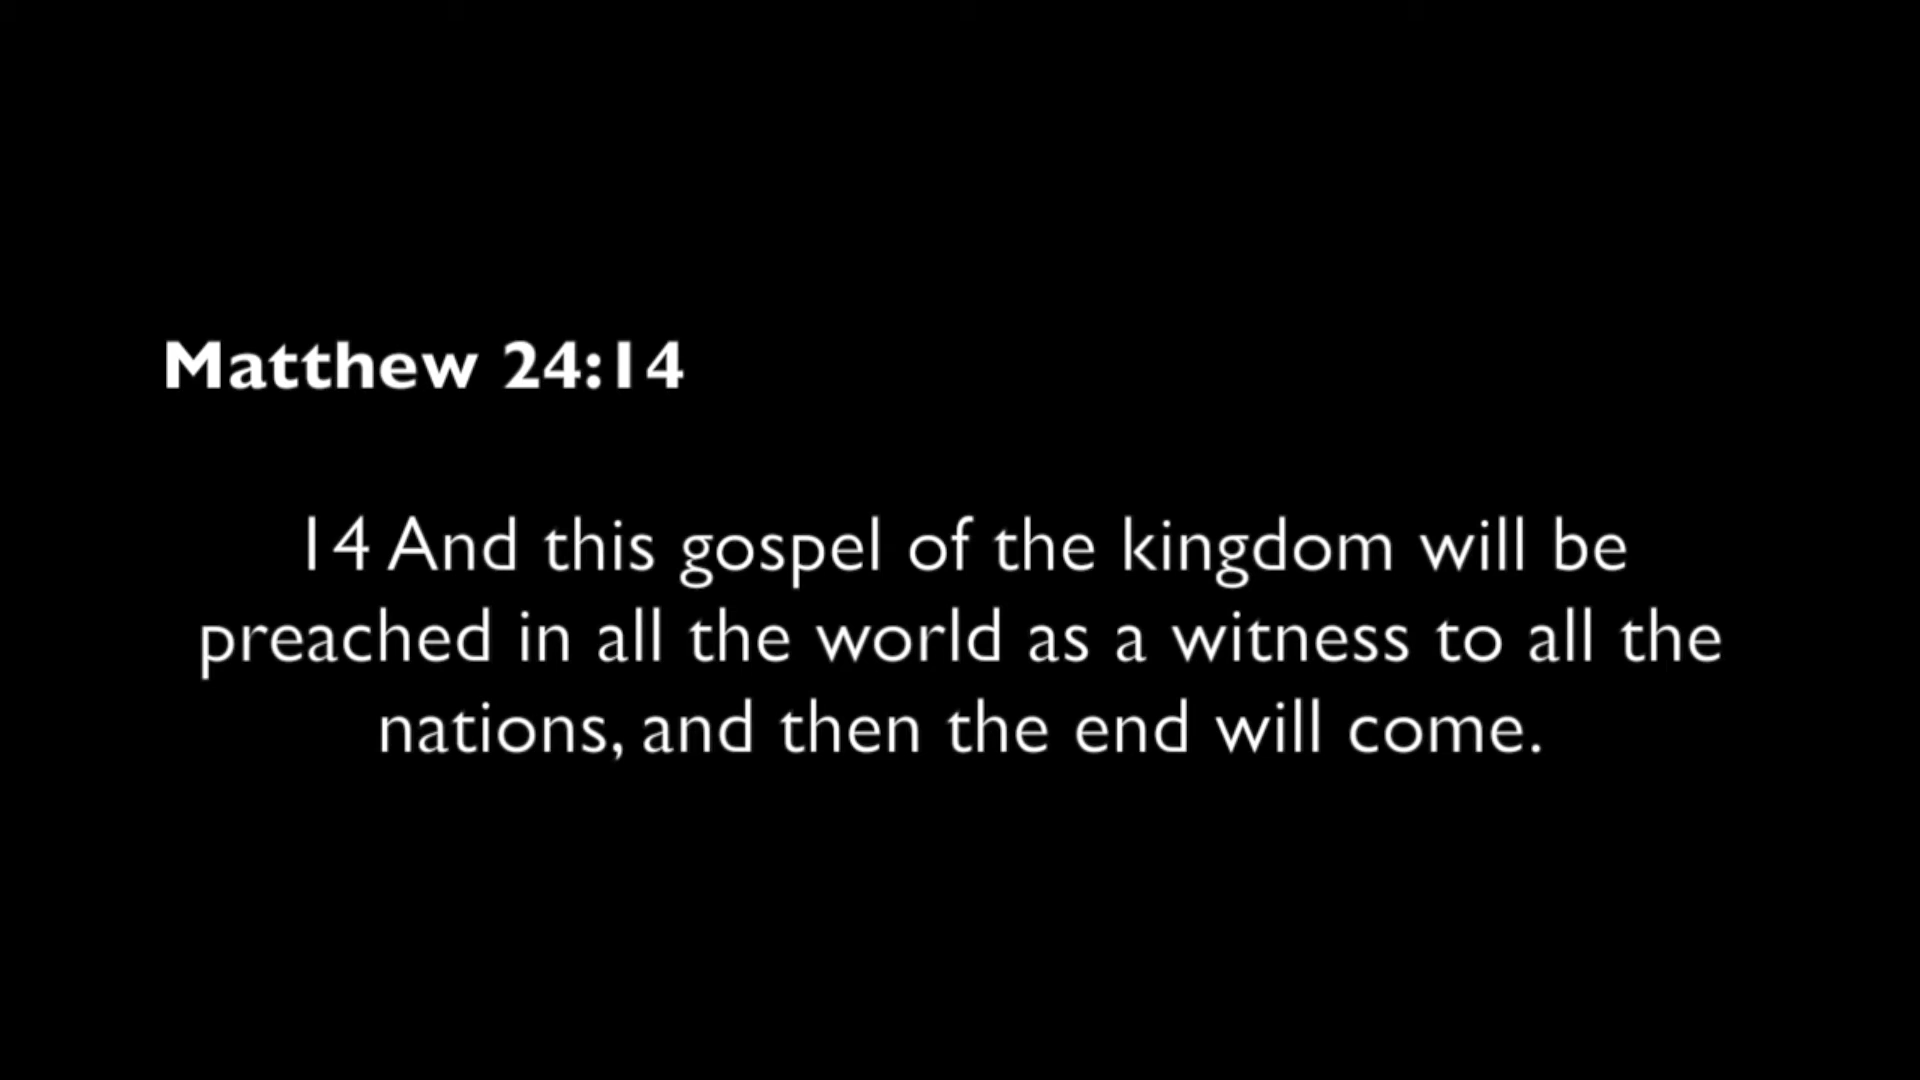 Matthew 24:14
14 And this gospel of the kingdom will be
preached in all the world as a witness to all the
nations, and then the end will come.